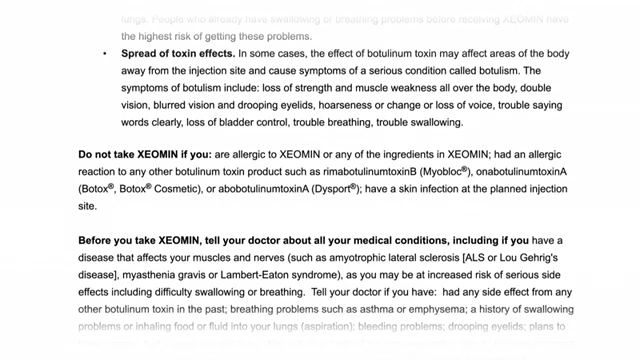 lungs. People who already have swallowing or breathing problems before receiving XEOMIN have
the highest risk of getting these problems.
• Spread of toxin effects. In some cases, the effect of botulinum toxin may affect areas of the body
away from the injection site and cause symptoms of a serious condition called botulism. The
symptoms of botulism include: loss of strength and muscle weakness all over the body, double
vision, blurred vision and drooping eyelids, hoarseness or change or loss of voice, trouble saying
words clearly, loss of bladder control, trouble breathing, trouble swallowing.
Do not take XEOMIN if you: are allergic to XEOMIN or any of the ingredients in XEOMIN; had an allergic
reaction to any other botulinum toxin product such as rimabotulinumtoxinB (Myobloc®), onabotulinumtoxinA
(Botox®, Botox® Cosmetic), or abobotulinumtoxinA (Dysport®); have a skin infection at the planned injection
site.
Before you take XEOMIN, tell your doctor about all your medical conditions, including if you have a
disease that affects your muscles and nerves (such as amyotrophic lateral sclerosis [ALS or Lou Gehrig's
disease], myasthenia gravis or Lambert-Eaton syndrome), as you may be at increased risk of serious side
effects including difficulty swallowing or breathing. Tell your doctor if you have: had any side effect from any
other botulinum toxin in the past; breathing problems such as asthma or emphysema; a history of swallowing
problems or inhaling food or fluid into your lungs (aspiration); bleeding problems; drooping eyelids; plans to